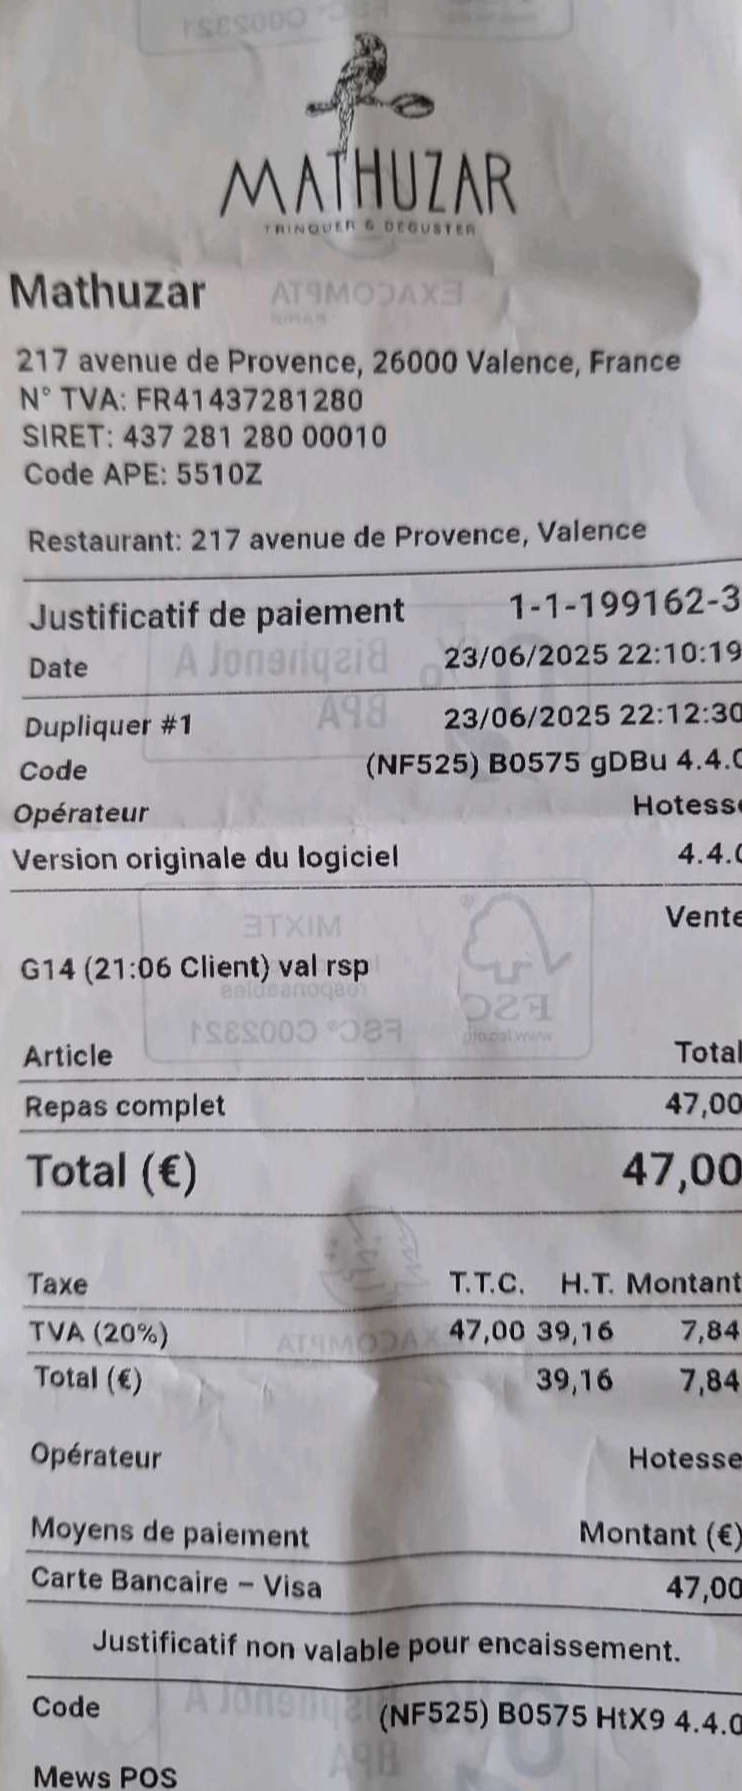 MATHUZAR
TRINQUER & DEGUSTER
Mathuzar
217 avenue de Provence, 26000 Valence, France
N° TVA: FR41437281280
SIRET: 437 281 280 00010
Code APE: 5510Z
Restaurant: 217 avenue de Provence, Valence
Justificatif de paiement 1-1-199162-3
Date 23/06/2025 22:10:19
Dupliquer #1 23/06/2025 22:12:30
Code (NF525) B0575 gDBu 4.4.0
Opérateur Hotesse
Version originale du logiciel 4.4.0
Vente
G14 (21:06 Client) val rsp
Article Total
Repas complet 47,00
Total (€) 47,00
Taxe T.T.C. H.T. Montant
TVA (20%) 47,00 39,16 7,84
Total (€) 39,16 7,84
Opérateur Hotesse
Moyens de paiement Montant (€)
Carte Bancaire – Visa 47,00
Justificatif non valable pour encaissement.
Code (NF525) B0575 HtX9 4.4.0
Mews POS